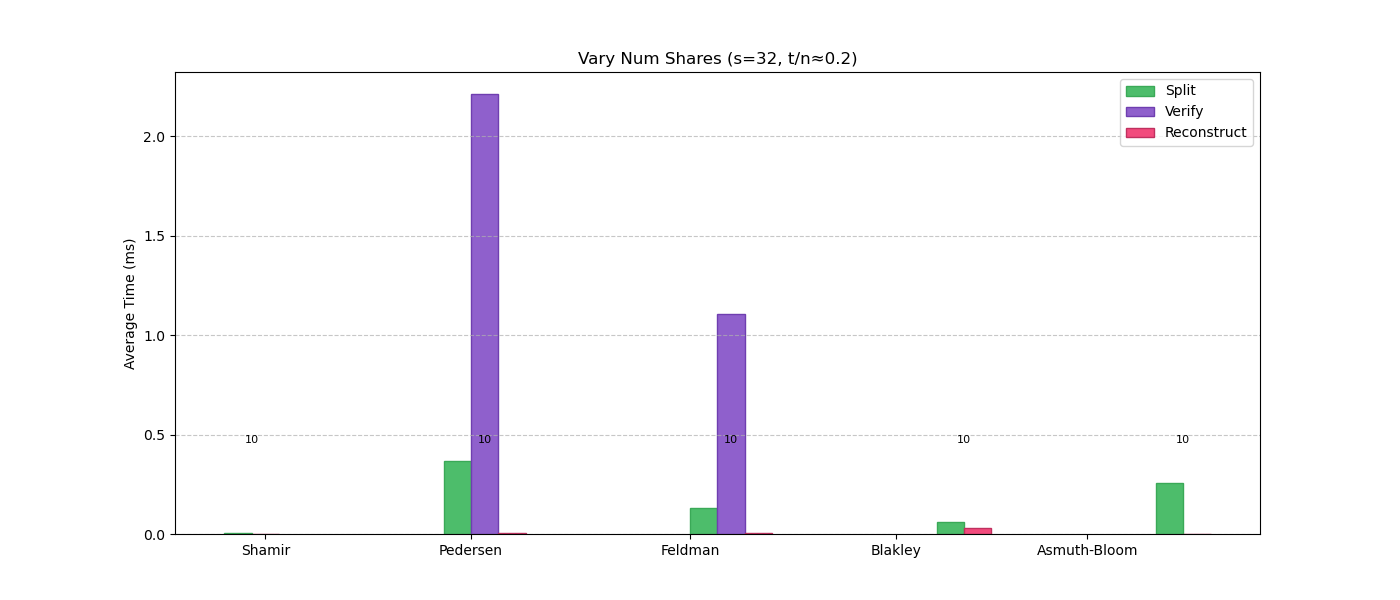 Vary Num Shares (s=32, t/n≈0.2)
Split
Verify
Reconstruct
Average Time (ms)
2.0
1.5
1.0
0.5
0.0
10 10 10 10 10
Shamir Pedersen Feldman Blakley Asmuth-Bloom